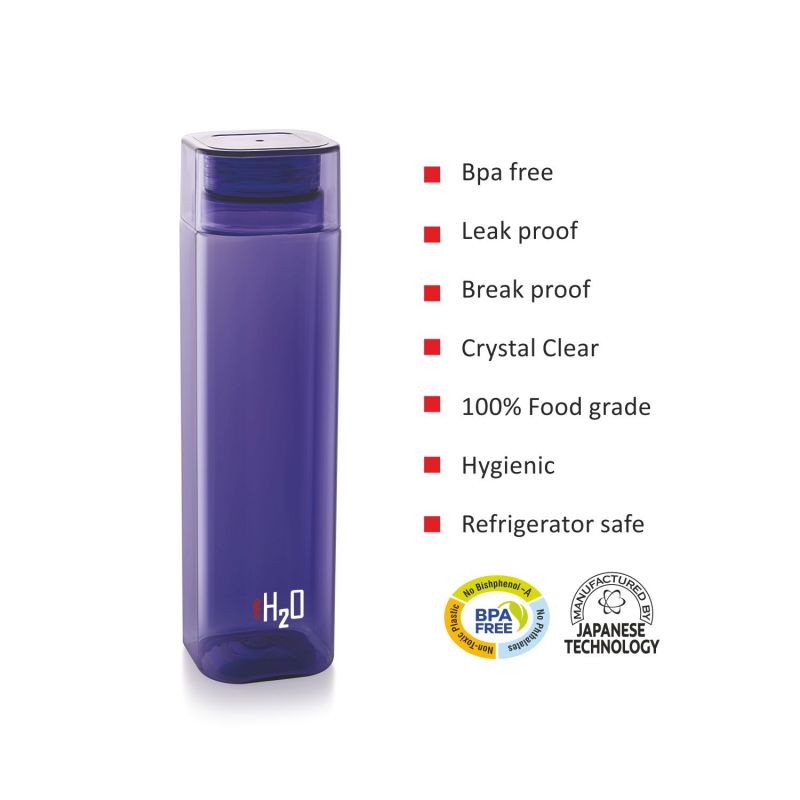 Bpa free
Leak proof
Break proof
Crystal Clear
100% Food grade
Hygienic
Refrigerator safe
H2O
No Bishphenol-A
BPA
FREE
Non-Toxic Plastic
No Phthalates
MANUFACTURED BY
JAPANESE
TECHNOLOGY